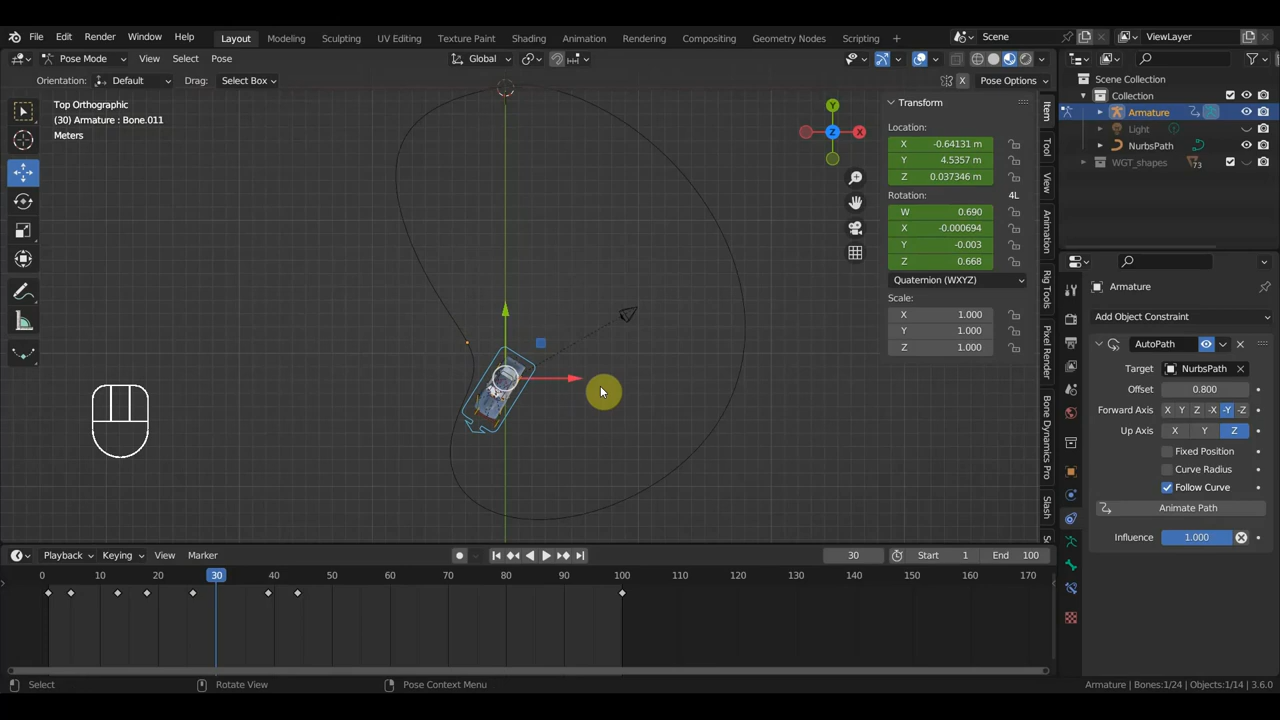 File Edit Render Window Help Layout Modeling Sculpting UV Editing Texture Paint Shading Animation Rendering Compositing Geometry Nodes Scripting + Scene ViewLayer
Pose Mode View Select Pose Global
Orientation: Default Drag: Select Box X Pose Options
Top Orthographic
(30) Armature : Bone.011
Meters
Y
Z
X
Transform
Location:
X -0.64131 m
Y 4.5357 m
Z 0.037346 m
Rotation: 4L
W 0.690
X -0.000694
Y -0.003
Z 0.668
Quaternion (WXYZ)
Scale:
X 1.000
Y 1.000
Z 1.000
Item
Tool
View
Animation
Rig Tools
Pixel Render
Bone Dynamics Pro
Slash
Scene Collection
Collection
Armature
Light
NurbsPath
WGT_shapes 73
Armature
Add Object Constraint
AutoPath
Target NurbsPath
Offset 0.800
Forward Axis X Y Z -X -Y -Z
Up Axis X Y Z
Fixed Position
Curve Radius
Follow Curve
Animate Path
Influence 1.000
Playback Keying View Marker 30 Start 1 End 100
0 10 20 30 40 50 60 70 80 90 100 110 120 130 140 150 160 170
Select Rotate View Pose Context Menu Armature | Bones:1/24 | Objects:1/14 | 3.6.0